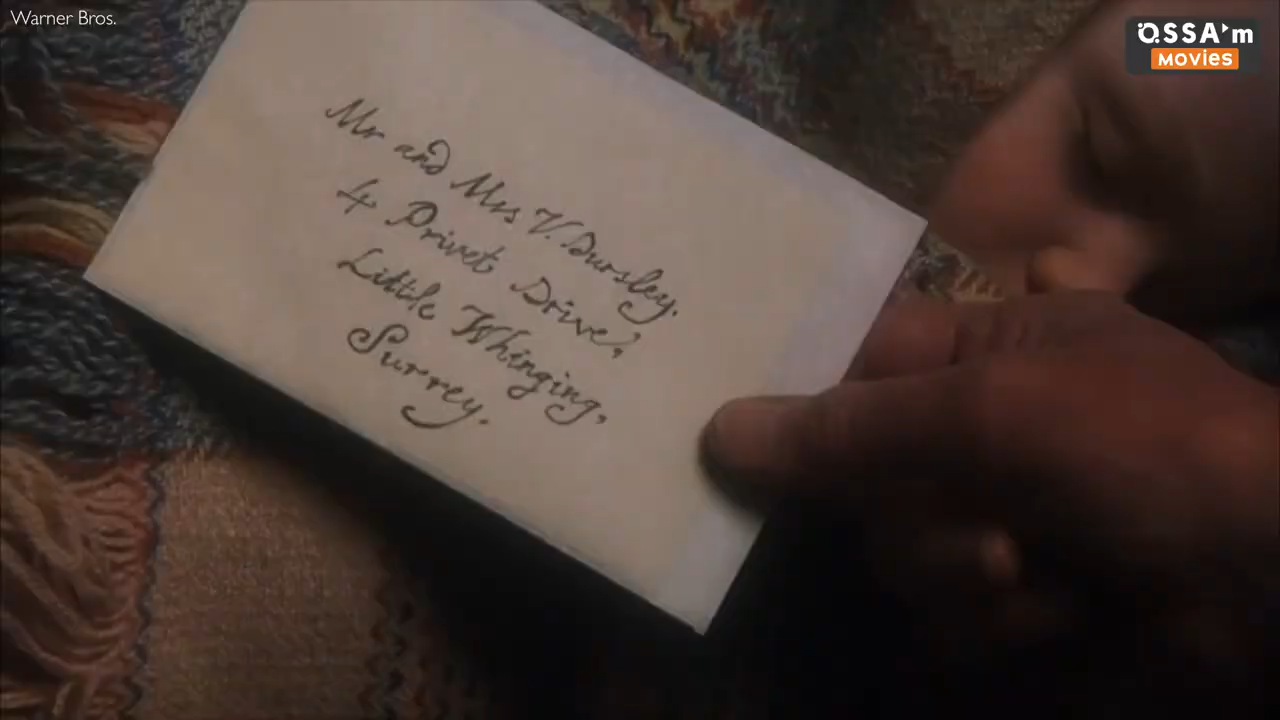 Warner Bros.
OSSA'm
MOVIES
Mr and Mrs V. Dursley.
4 Privet Drive,
Little Whinging,
Surrey.